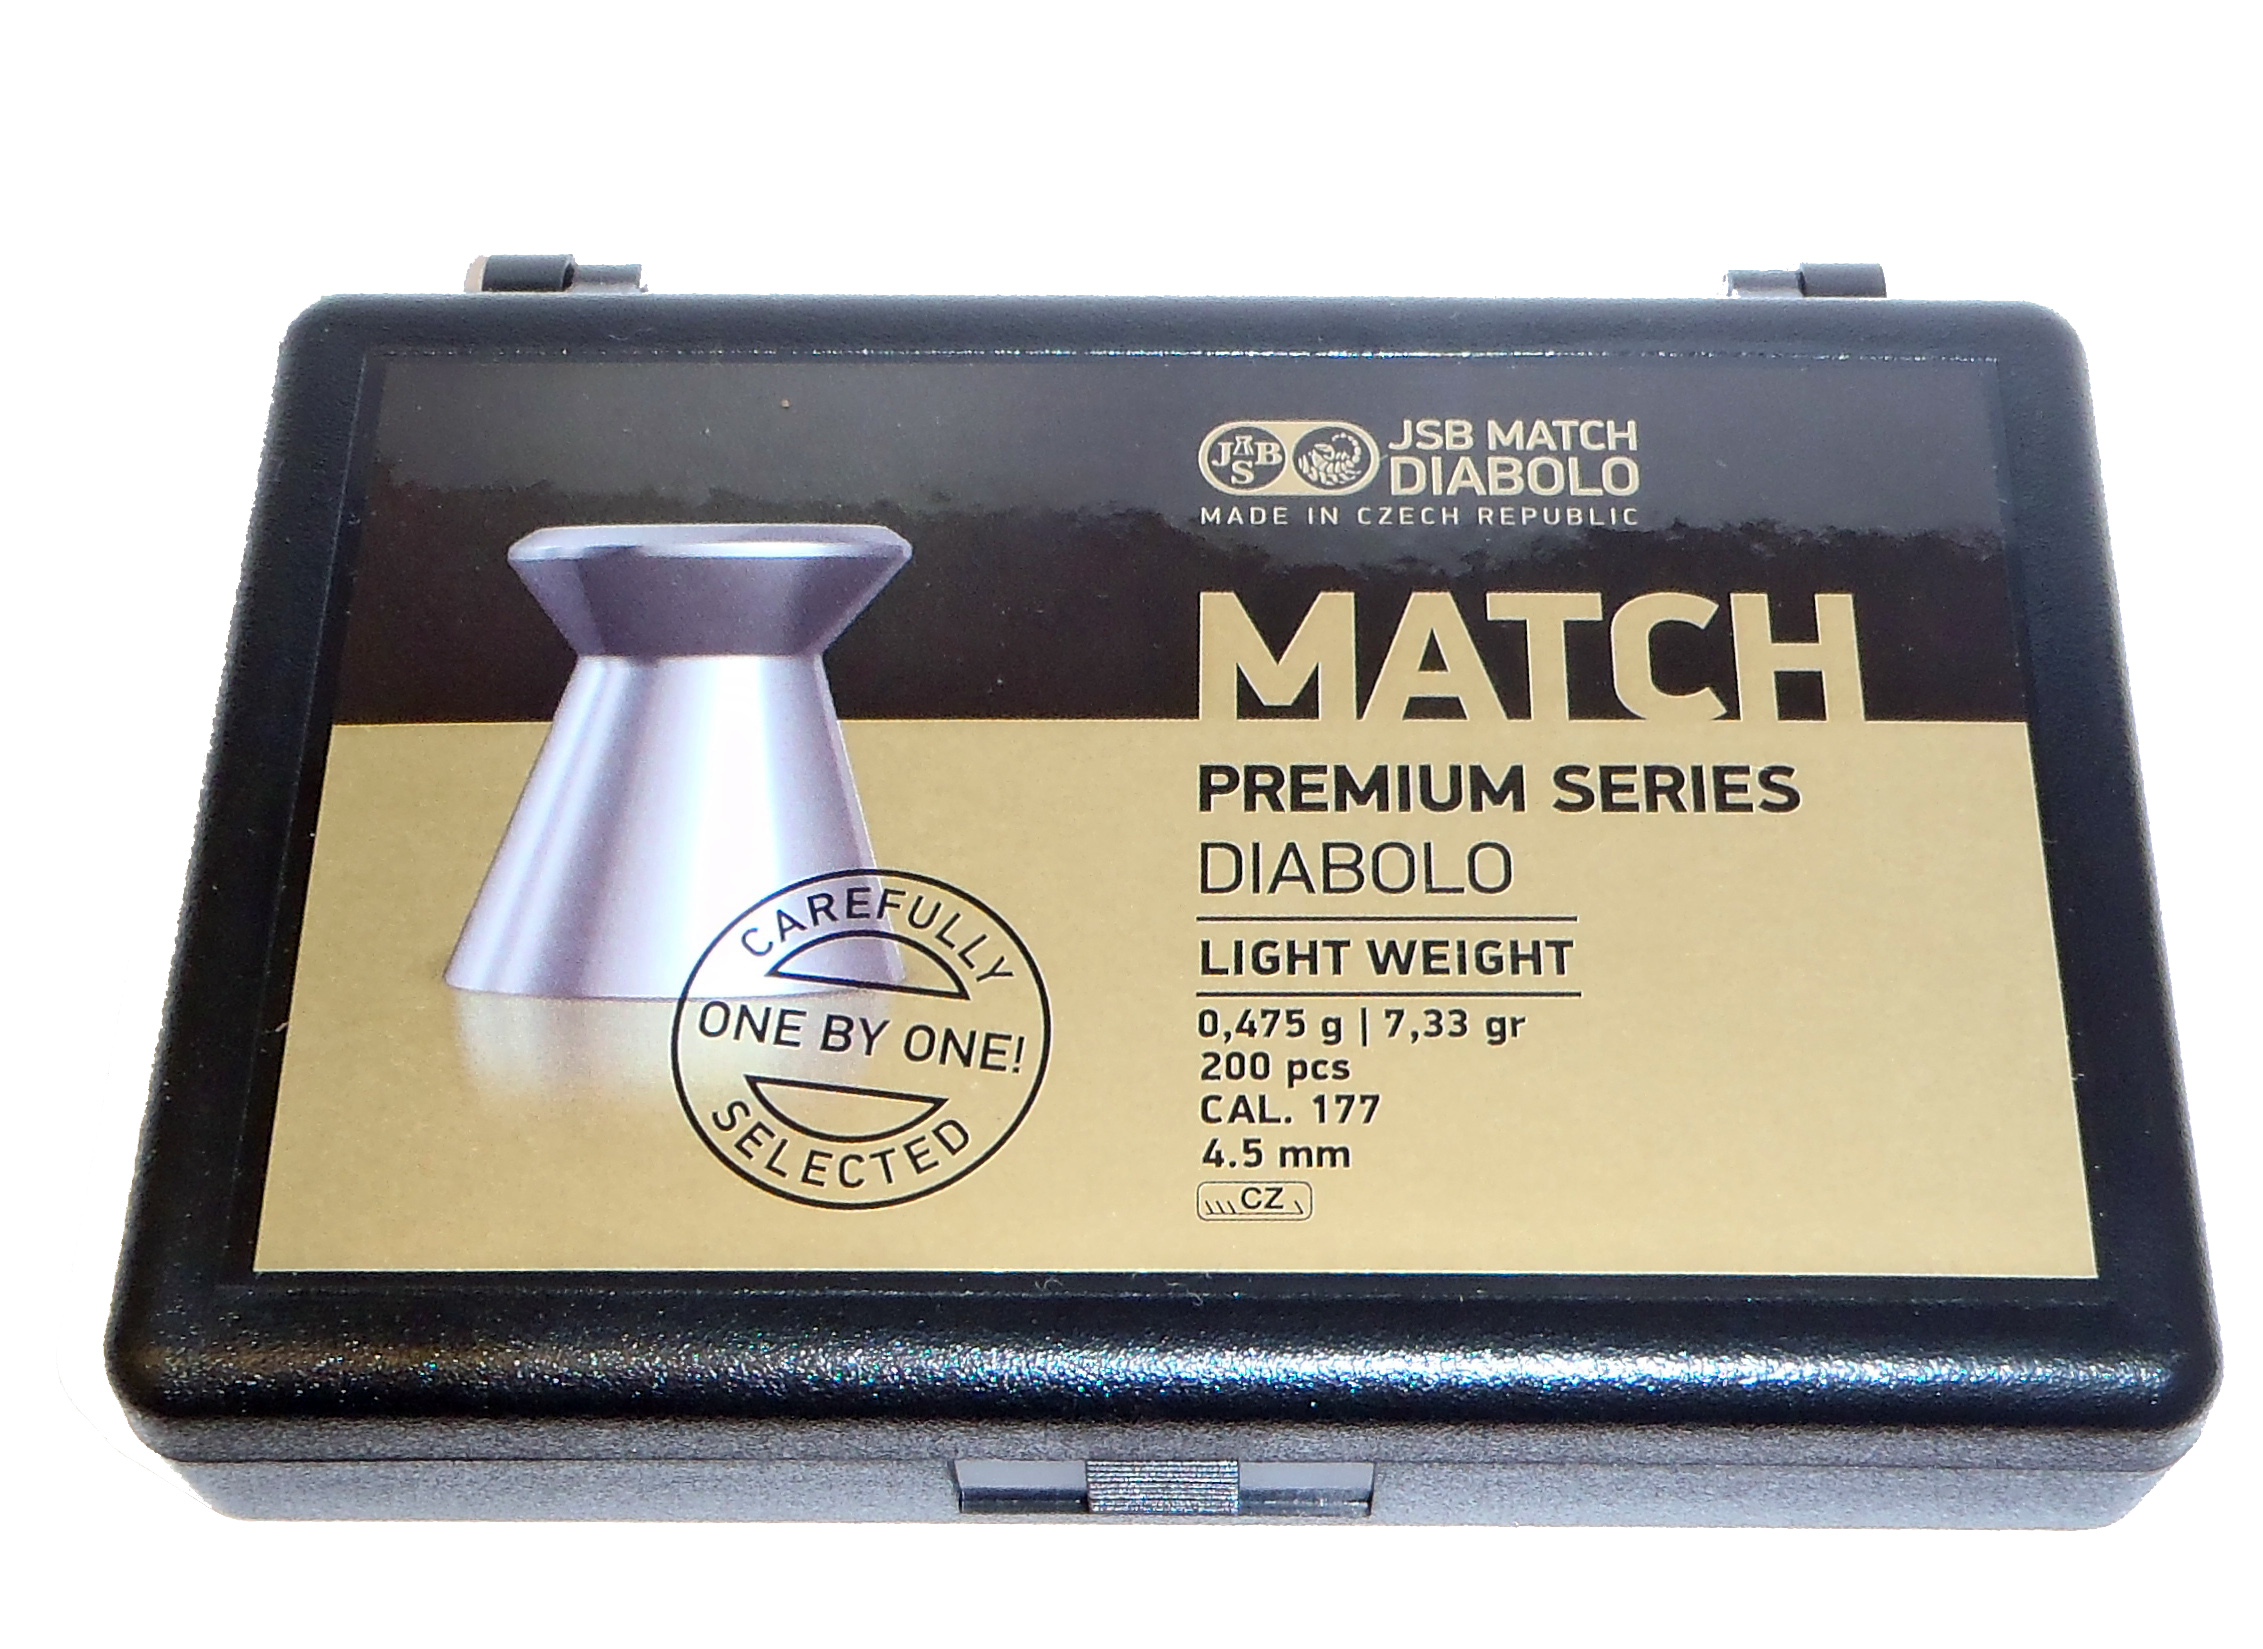 JSB
JSB MATCH
DIABOLO
MADE IN CZECH REPUBLIC
MATCH
PREMIUM SERIES
DIABOLO
LIGHT WEIGHT
0,475 g | 7,33 gr
200 pcs
CAL. 177
4.5 mm
CZ
CAREFULLY
ONE BY ONE!
SELECTED